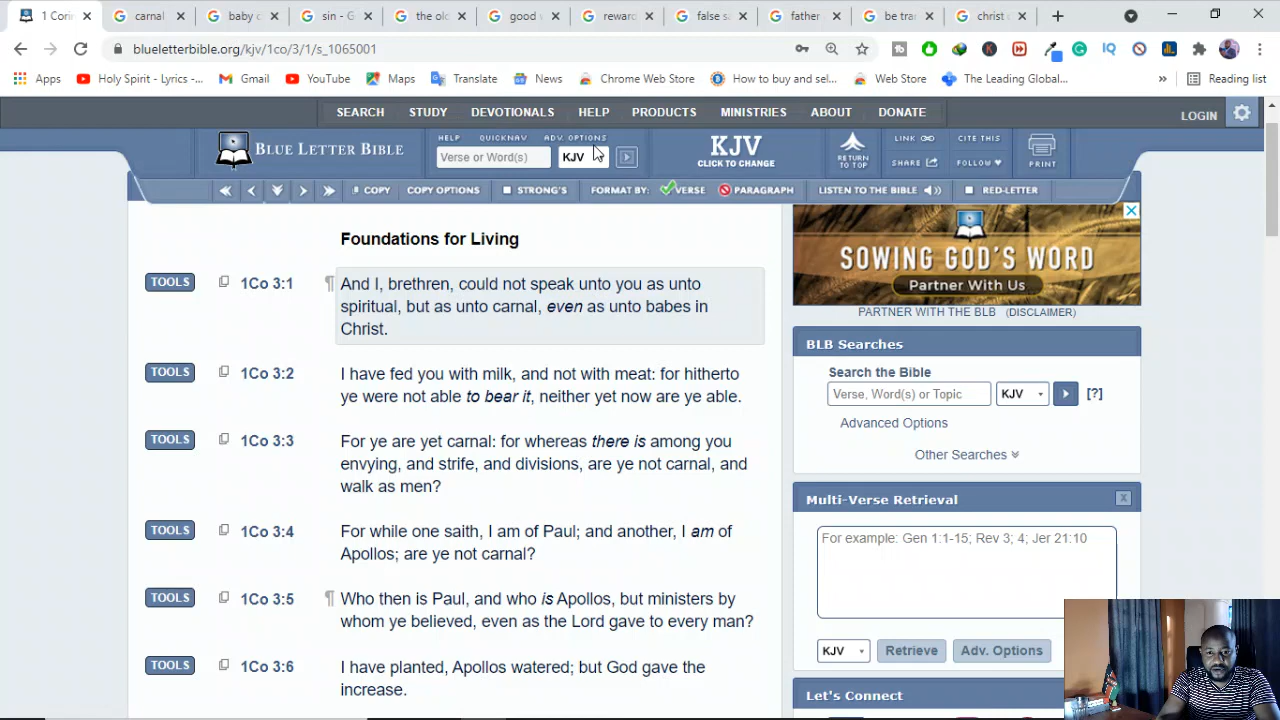 1 Corin
carnal
baby c
sin - G
the old
good
reward
false sa
father
be tran
christ
blueletterbible.org/kjv/1co/3/1/s_1065001
Apps
Holy Spirit - Lyrics -...
Gmail
YouTube
Maps
Translate
News
Chrome Web Store
How to buy and sel...
Web Store
The Leading Global...
»
Reading list
SEARCH
STUDY
DEVOTIONALS
HELP
PRODUCTS
MINISTRIES
ABOUT
DONATE
LOGIN
BLUE LETTER BIBLE
HELP
QUICKNAV
ADV. OPTIONS
Verse or Word(s)
KJV
KJV
CLICK TO CHANGE
RETURN
TO TOP
LINK
CITE THIS
SHARE
FOLLOW
PRINT
COPY
COPY OPTIONS
STRONG'S
FORMAT BY:
VERSE
PARAGRAPH
LISTEN TO THE BIBLE
RED-LETTER
Foundations for Living
TOOLS 1Co 3:1 ¶ And I, brethren, could not speak unto you as unto
spiritual, but as unto carnal, even as unto babes in
Christ.
TOOLS 1Co 3:2 I have fed you with milk, and not with meat: for hitherto
ye were not able to bear it, neither yet now are ye able.
TOOLS 1Co 3:3 For ye are yet carnal: for whereas there is among you
envying, and strife, and divisions, are ye not carnal, and
walk as men?
TOOLS 1Co 3:4 For while one saith, I am of Paul; and another, I am of
Apollos; are ye not carnal?
TOOLS 1Co 3:5 ¶ Who then is Paul, and who is Apollos, but ministers by
whom ye believed, even as the Lord gave to every man?
TOOLS 1Co 3:6 I have planted, Apollos watered; but God gave the
increase.
SOWING GOD'S WORD
Partner With Us
PARTNER WITH THE BLB (DISCLAIMER)
BLB Searches
Search the Bible
Verse, Word(s) or Topic
KJV
[?]
Advanced Options
Other Searches
Multi-Verse Retrieval
X
For example: Gen 1:1-15; Rev 3; 4; Jer 21:10
KJV
Retrieve
Adv. Options
Let's Connect